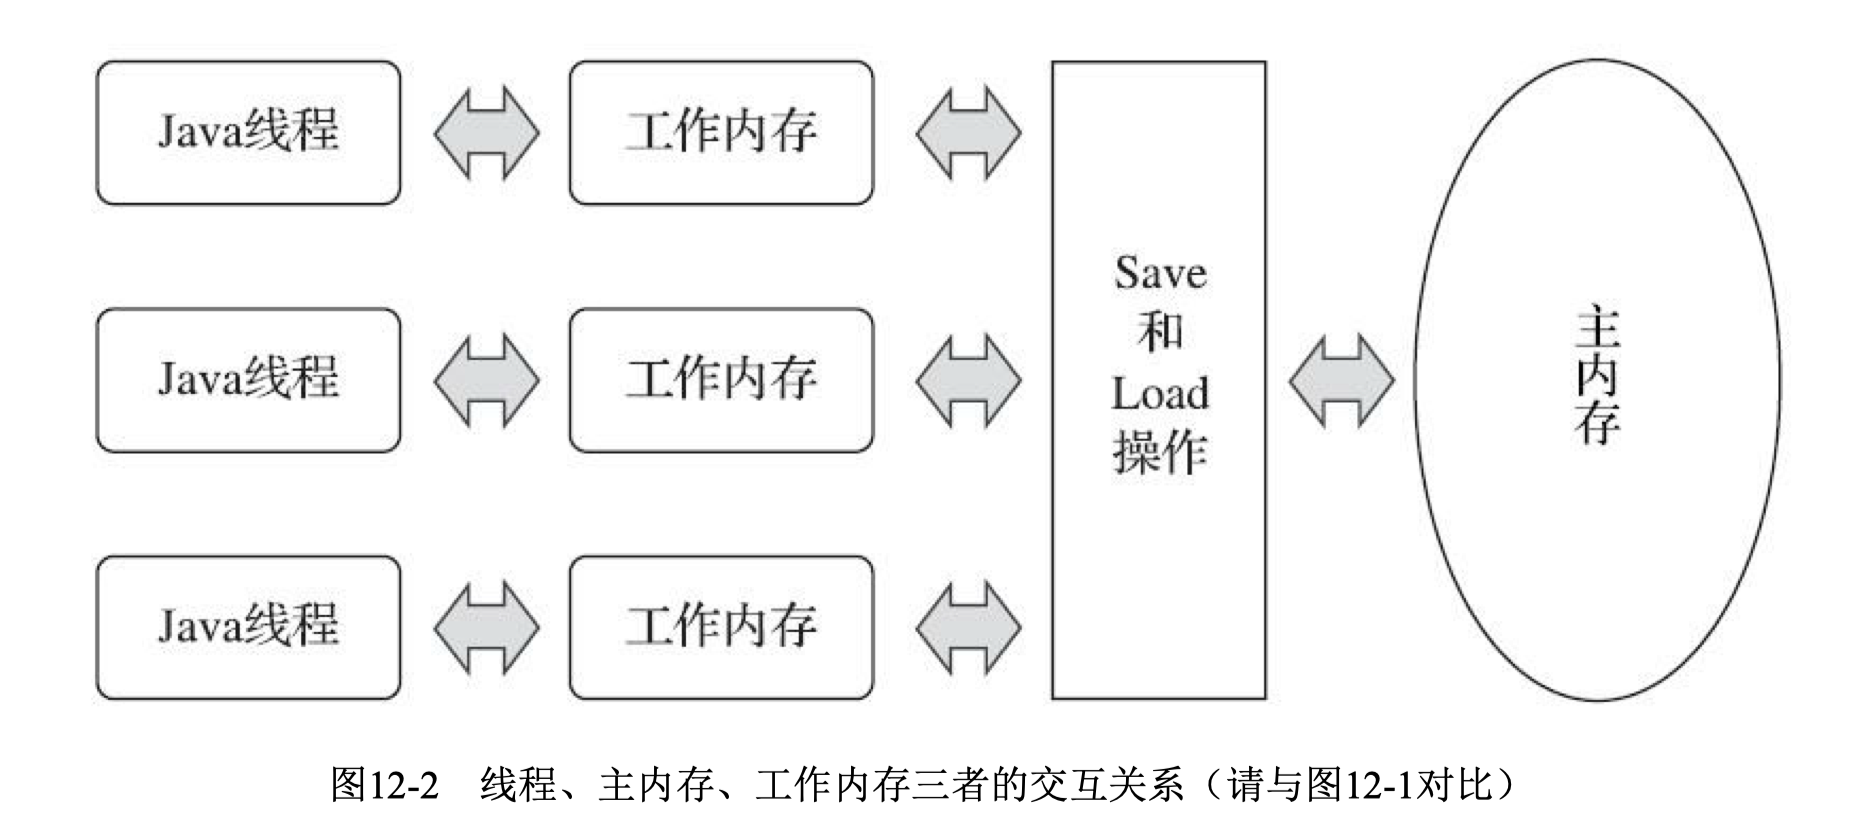 Java线程
工作内存
Java线程
工作内存
Java线程
工作内存
Save
和
Load
操作
主
内
存
图12-2 线程、主内存、工作内存三者的交互关系（请与图12-1对比）